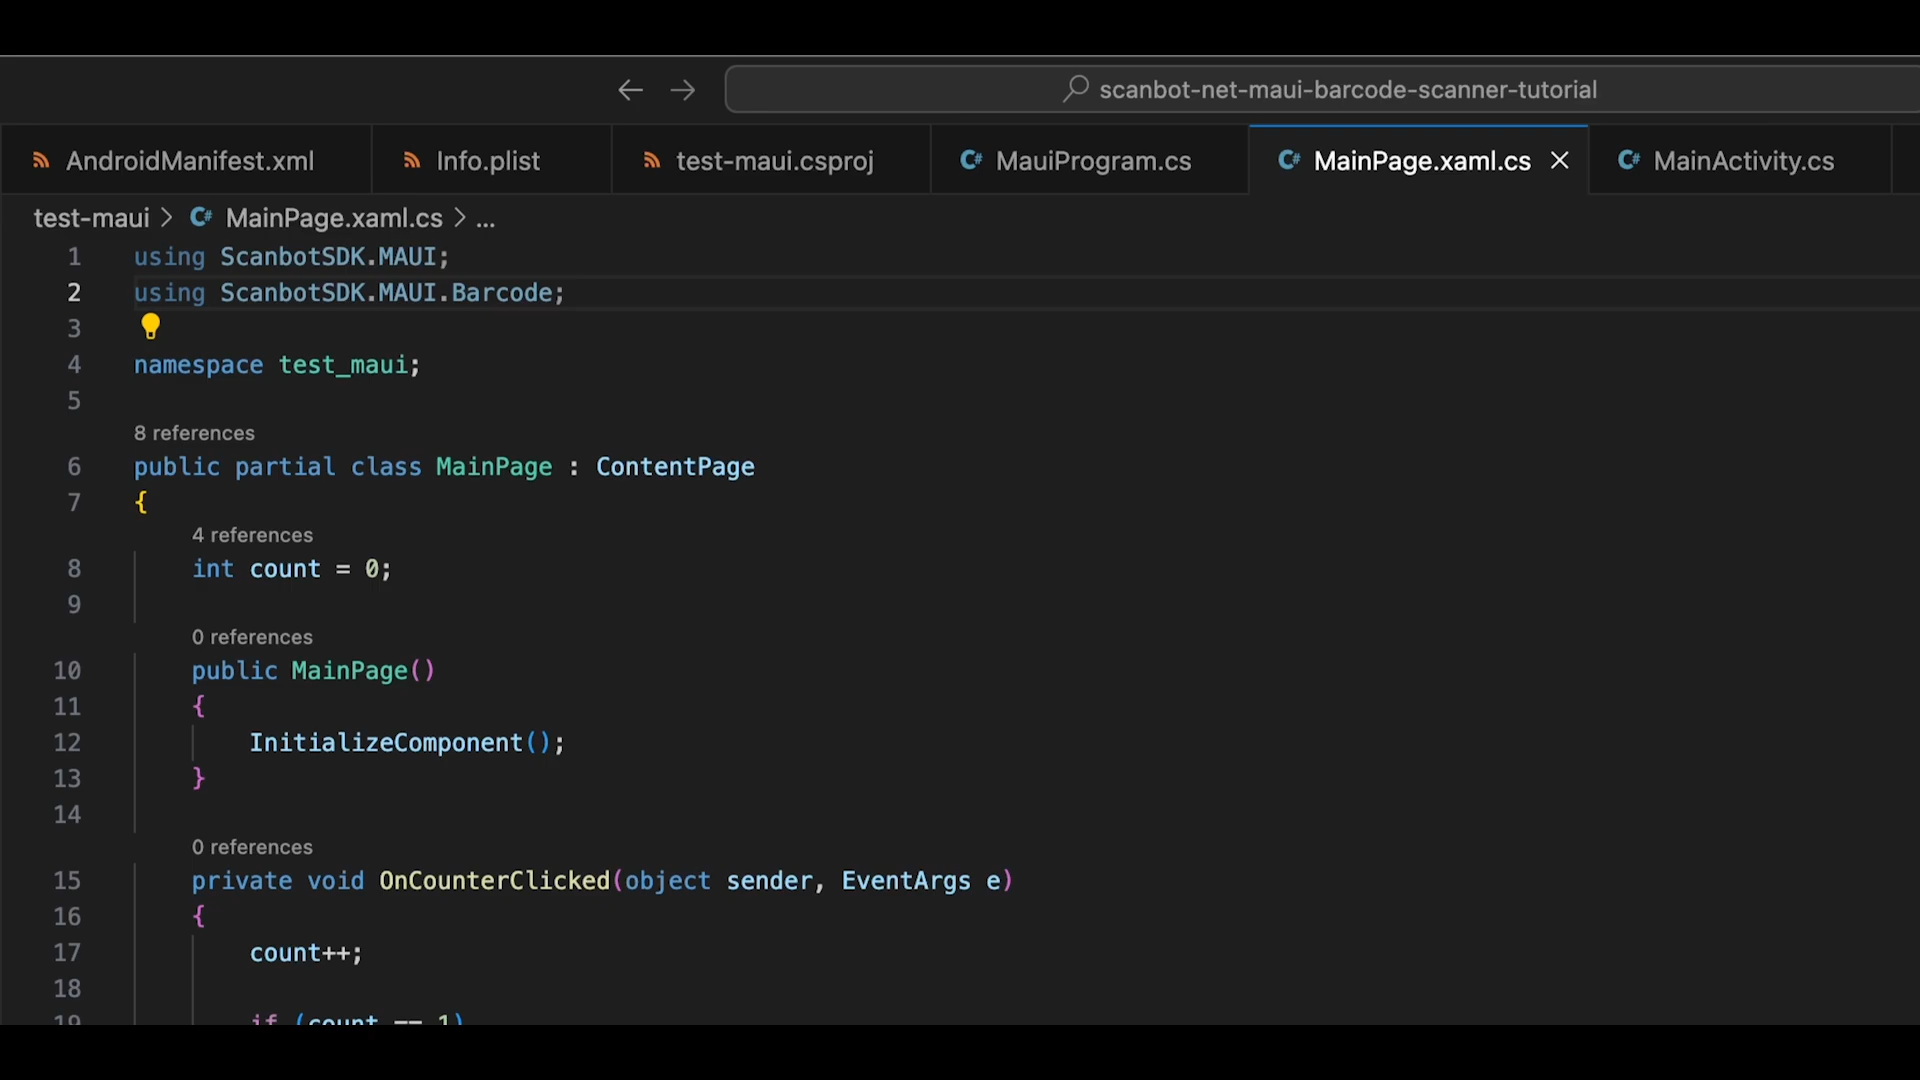 scanbot-net-maui-barcode-scanner-tutorial
AndroidManifest.xml Info.plist test-maui.csproj C# MauiProgram.cs C# MainPage.xaml.cs C# MainActivity.cs
test-maui > C# MainPage.xaml.cs > ...
1 using ScanbotSDK.MAUI;
2 using ScanbotSDK.MAUI.Barcode;
3
4 namespace test_maui;
5
8 references
6 public partial class MainPage : ContentPage
7 {
4 references
8 int count = 0;
9
0 references
10 public MainPage()
11 {
12 InitializeComponent();
13 }
14
0 references
15 private void OnCounterClicked(object sender, EventArgs e)
16 {
17 count++;
18
19 if (count == 1)